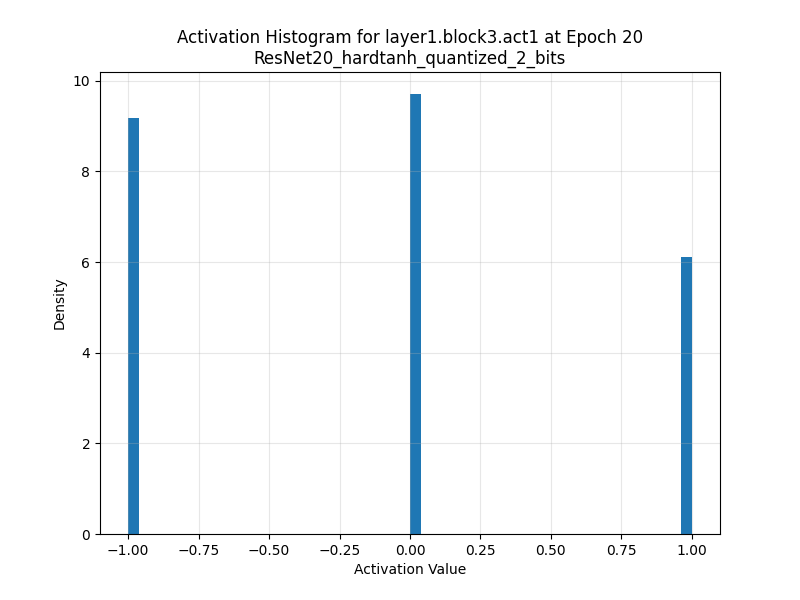 Activation Histogram for layer1.block3.act1 at Epoch 20
ResNet20_hardtanh_quantized_2_bits
10
8
6
4
2
0
Density
−1.00 −0.75 −0.50 −0.25 0.00 0.25 0.50 0.75 1.00
Activation Value